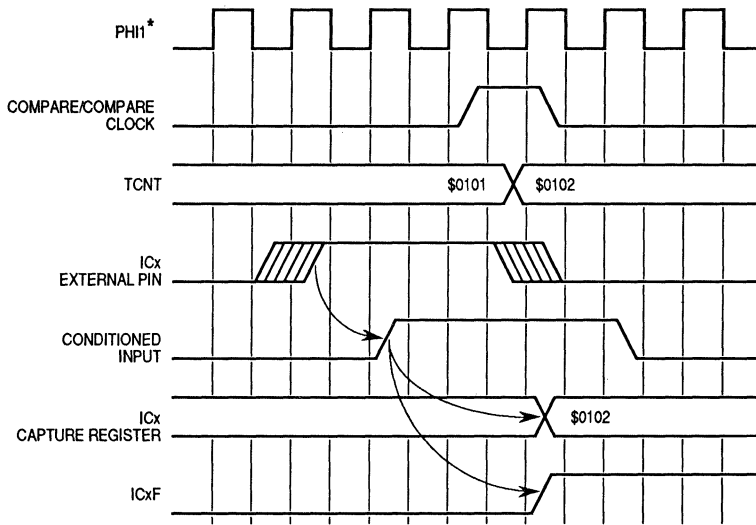 PHI1*
COMPARE/COMPARE
CLOCK
TCNT
$0101
$0102
ICx
EXTERNAL PIN
CONDITIONED
INPUT
ICx
CAPTURE REGISTER
$0102
ICxF